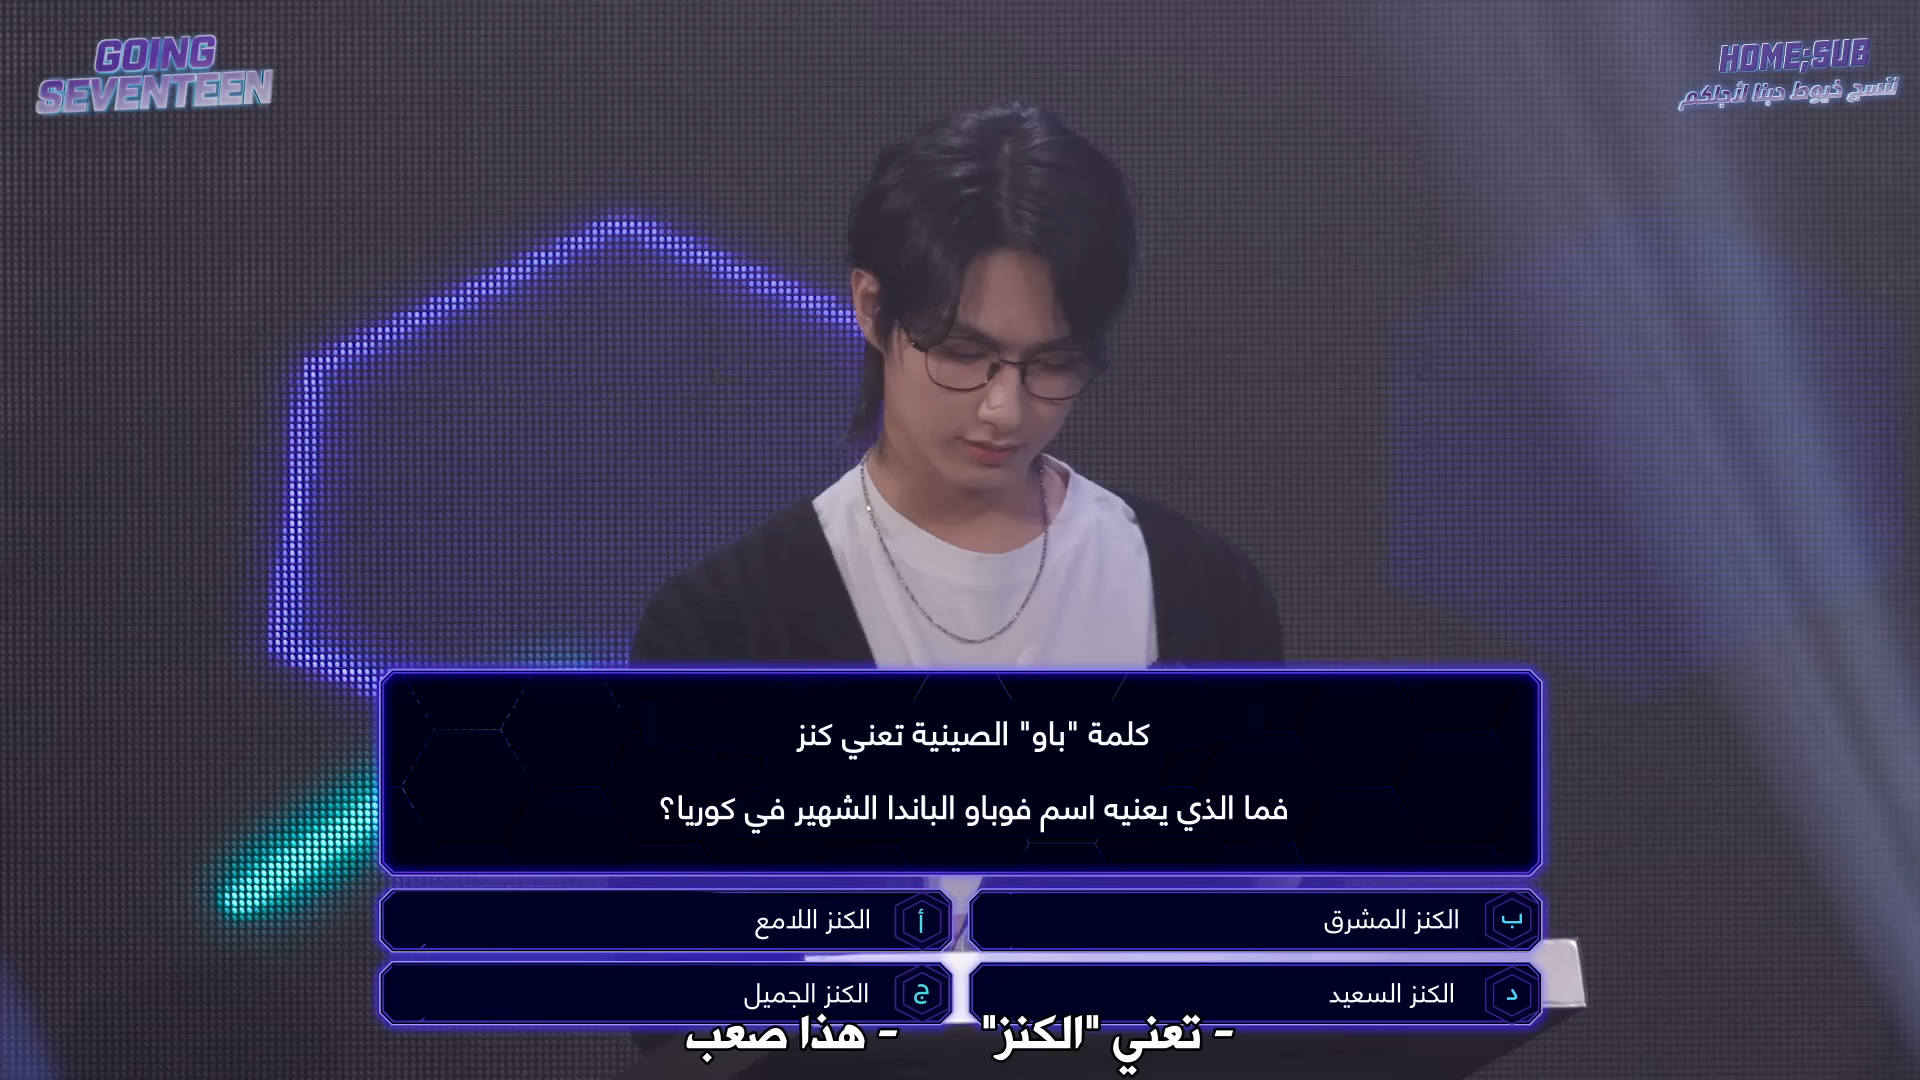 GOING
SEVENTEEN
HOME;SUB
ننسج خيوط حبنا لأجلكم
كلمة "باو" الصينية تعني كنز
فما الذي يعنيه اسم فوباو الباندا الشهير في كوريا؟
أ الكنز اللامع
ب الكنز المشرق
ج الكنز الجميل
د الكنز السعيد
- تعني "الكنز" - هذا صعب